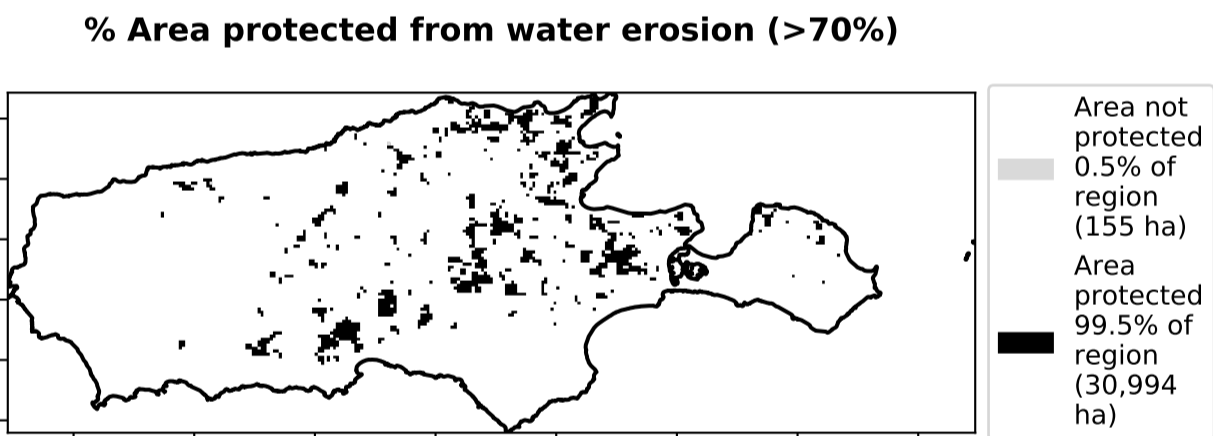 % Area protected from water erosion (>70%)
Area not
protected
0.5% of
region
(155 ha)
Area
protected
99.5% of
region
(30,994
ha)